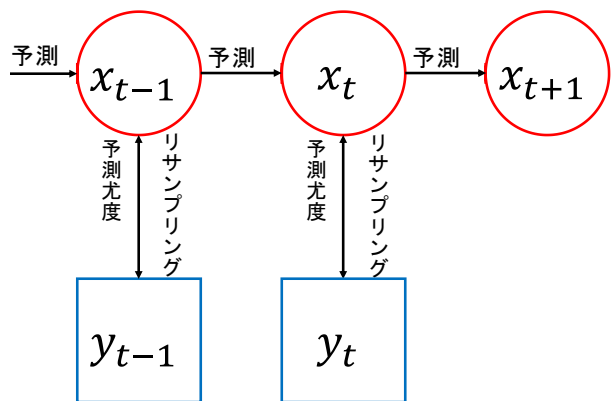 予測
予測
予測
x_{t-1}
x_t
x_{t+1}
予測尤度
リサンプリング
予測尤度
リサンプリング
y_{t-1}
y_t